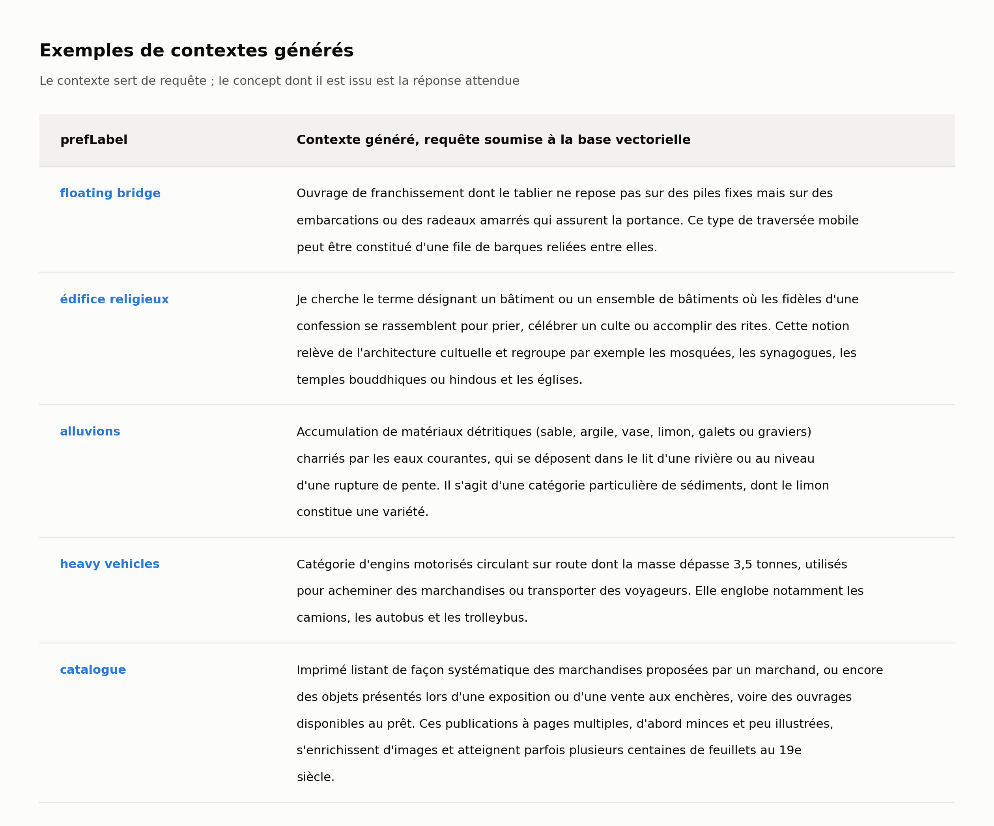 Exemples de contextes générés
Le contexte sert de requête ; le concept dont il est issu est la réponse attendue
prefLabel
Contexte généré, requête soumise à la base vectorielle
floating bridge
Ouvrage de franchissement dont le tablier ne repose pas sur des piles fixes mais sur des
embarcations ou des radeaux amarrés qui assurent la portance. Ce type de traversée mobile
peut être constitué d'une file de barques reliées entre elles.
édifice religieux
Je cherche le terme désignant un bâtiment ou un ensemble de bâtiments où les fidèles d'une
confession se rassemblent pour prier, célébrer un culte ou accomplir des rites. Cette notion
relève de l'architecture cultuelle et regroupe par exemple les mosquées, les synagogues, les
temples bouddhiques ou hindous et les églises.
alluvions
Accumulation de matériaux détritiques (sable, argile, vase, limon, galets ou graviers)
charriés par les eaux courantes, qui se déposent dans le lit d'une rivière ou au niveau
d'une rupture de pente. Il s'agit d'une catégorie particulière de sédiments, dont le limon
constitue une variété.
heavy vehicles
Catégorie d'engins motorisés circulant sur route dont la masse dépasse 3,5 tonnes, utilisés
pour acheminer des marchandises ou transporter des voyageurs. Elle englobe notamment les
camions, les autobus et les trolleybus.
catalogue
Imprimé listant de façon systématique des marchandises proposées par un marchand, ou encore
des objets présentés lors d'une exposition ou d'une vente aux enchères, voire des ouvrages
disponibles au prêt. Ces publications à pages multiples, d'abord minces et peu illustrées,
s'enrichissent d'images et atteignent parfois plusieurs centaines de feuillets au 19e
siècle.